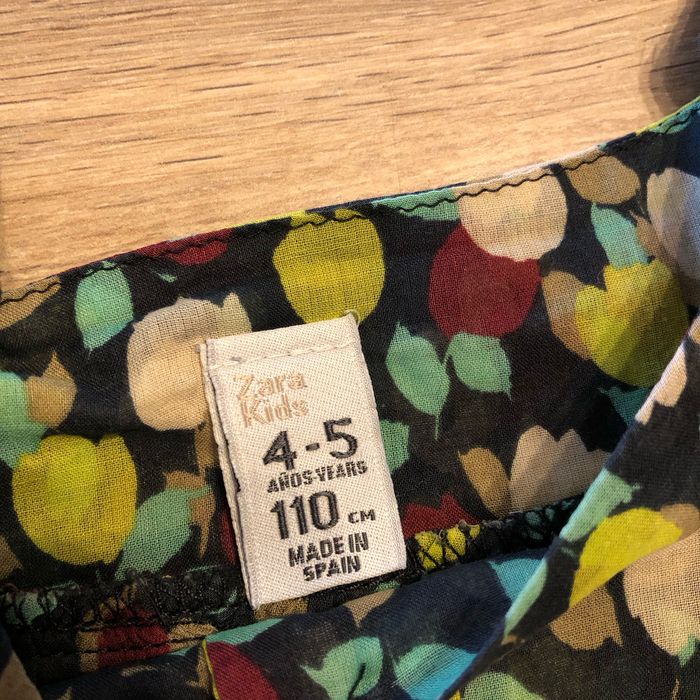 Zara
Kids
4-5
AÑOS-YEARS
110 CM
MADE IN
SPAIN